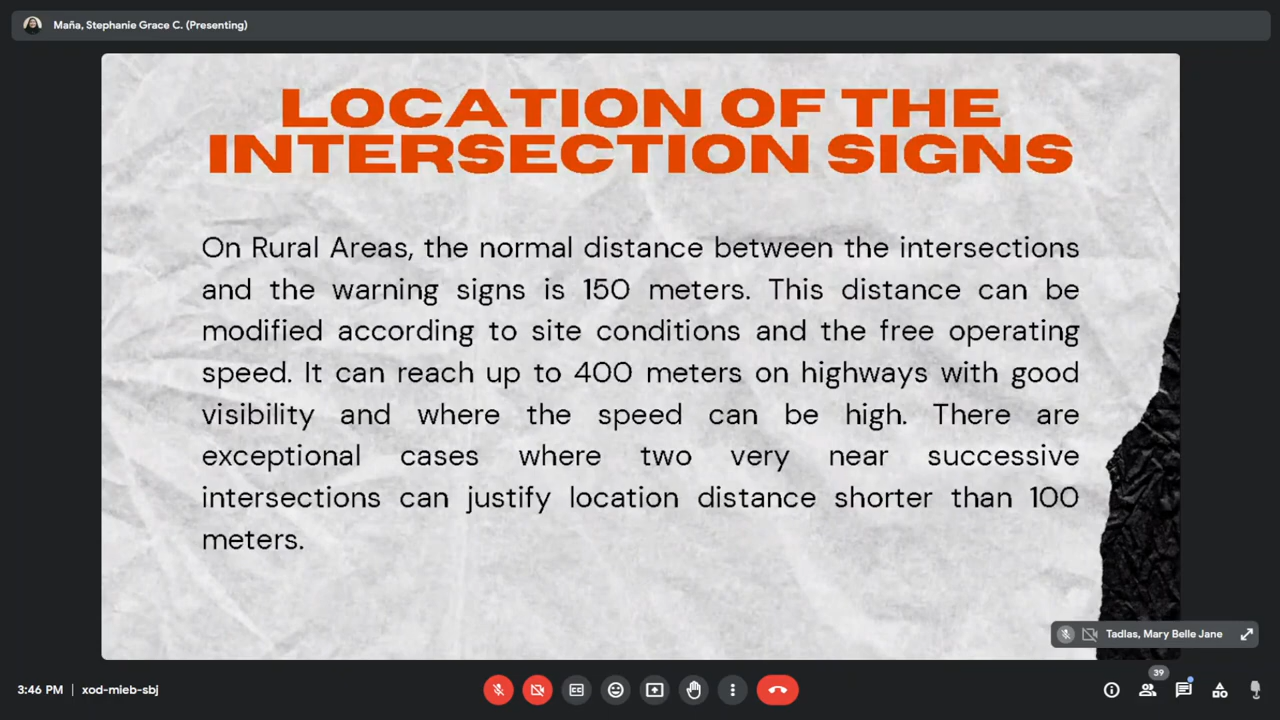 Maña, Stephanie Grace C. (Presenting)
LOCATION OF THE
INTERSECTION SIGNS
On Rural Areas, the normal distance between the intersections
and the warning signs is 150 meters. This distance can be
modified according to site conditions and the free operating
speed. It can reach up to 400 meters on highways with good
visibility and where the speed can be high. There are
exceptional cases where two very near successive
intersections can justify location distance shorter than 100
meters.
Tadlas, Mary Belle Jane
3:46 PM | xod-mieb-sbj
CC
39